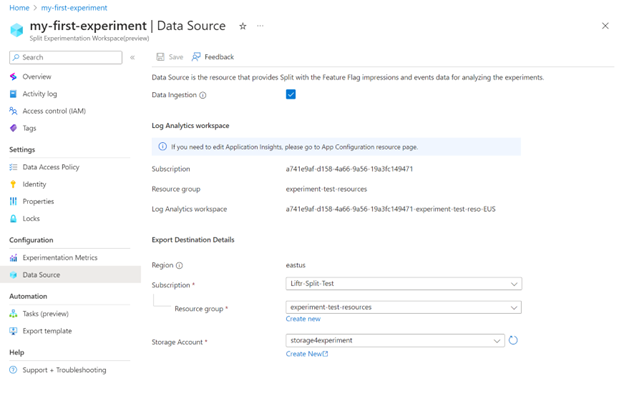 Home > my-first-experiment
my-first-experiment | Data Source
Split Experimentation Workspace(preview)
Search
Save Feedback
Overview
Activity log
Access control (IAM)
Tags
Settings
Data Access Policy
Identity
Properties
Locks
Configuration
Experimentation Metrics
Data Source
Automation
Tasks (preview)
Export template
Help
Support + Troubleshooting
Data Source is the resource that provides Split with the Feature Flag impressions and events data for analyzing the experiments.
Data Ingestion
Log Analytics workspace
If you need to edit Application Insights, please go to App Configuration resource page.
Subscription a741e9af-d158-4a66-9a56-19a3fc149471
Resource group experiment-test-resources
Log Analytics workspace a741e9af-d158-4a66-9a56-19a3fc149471-experiment-test-reso-EUS
Export Destination Details
Region eastus
Subscription * Liftr-Split-Test
Resource group * experiment-test-resources
Create new
Storage Account * storage4experiment
Create New